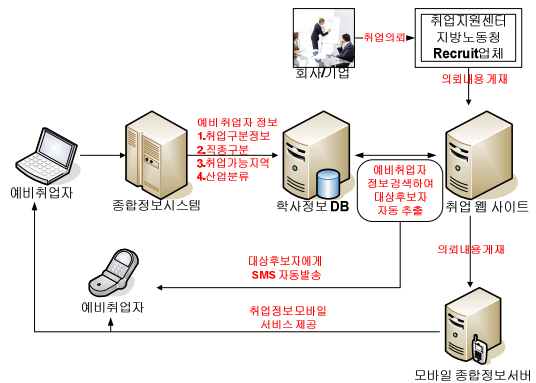 취업지원센터
지방노동청
Recruit업체
취업의뢰
회사/기업
의뢰내용 게재
예비 취업자 정보
1.취업구분정보
2.직종구분
3.취업가능지역
4.산업분류
예비취업자
정보검색하여
대상후보자
자동 추출
예비취업자
종합정보시스템
학사정보 DB
취업 웹 사이트
의뢰내용 게재
대상후보자에게
SMS 자동발송
예비취업자
취업정보모바일
서비스 제공
모바일 종합정보서버